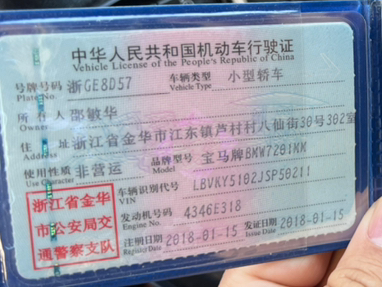 中华人民共和国机动车行驶证
Vehicle License of the People's Republic of China
号牌号码 浙GE8D57 车辆类型 小型轿车
Plate No. Vehicle Type
所有人 邵敏华
Owner
住址 浙江省金华市江东镇芦村村八仙街30号302室
使用性质 非营运 品牌型号 宝马牌BMW7201NM
Use Character Model
车辆识别代号 LBVKY5102JSP50211
VIN
发动机号码 4346E318
Engine No.
注册日期 2018-01-15 发证日期 2018-01-15
Register Date Issue Date
浙江省金华
市公安局交
通警察支队